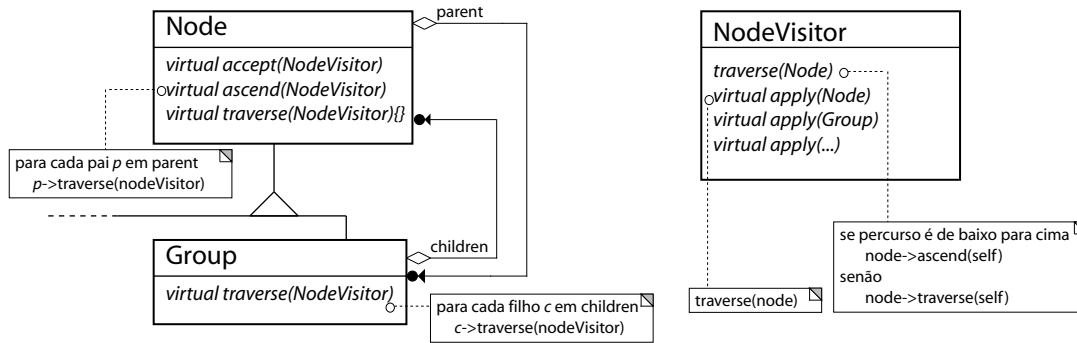 parent
Node
virtual accept(NodeVisitor)
virtual ascend(NodeVisitor)
virtual traverse(NodeVisitor){}
para cada pai p em parent
p->traverse(nodeVisitor)
children
Group
virtual traverse(NodeVisitor)
para cada filho c em children
c->traverse(nodeVisitor)
NodeVisitor
traverse(Node)
virtual apply(Node)
virtual apply(Group)
virtual apply(...)
traverse(node)
se percurso é de baixo para cima
node->ascend(self)
senão
node->traverse(self)